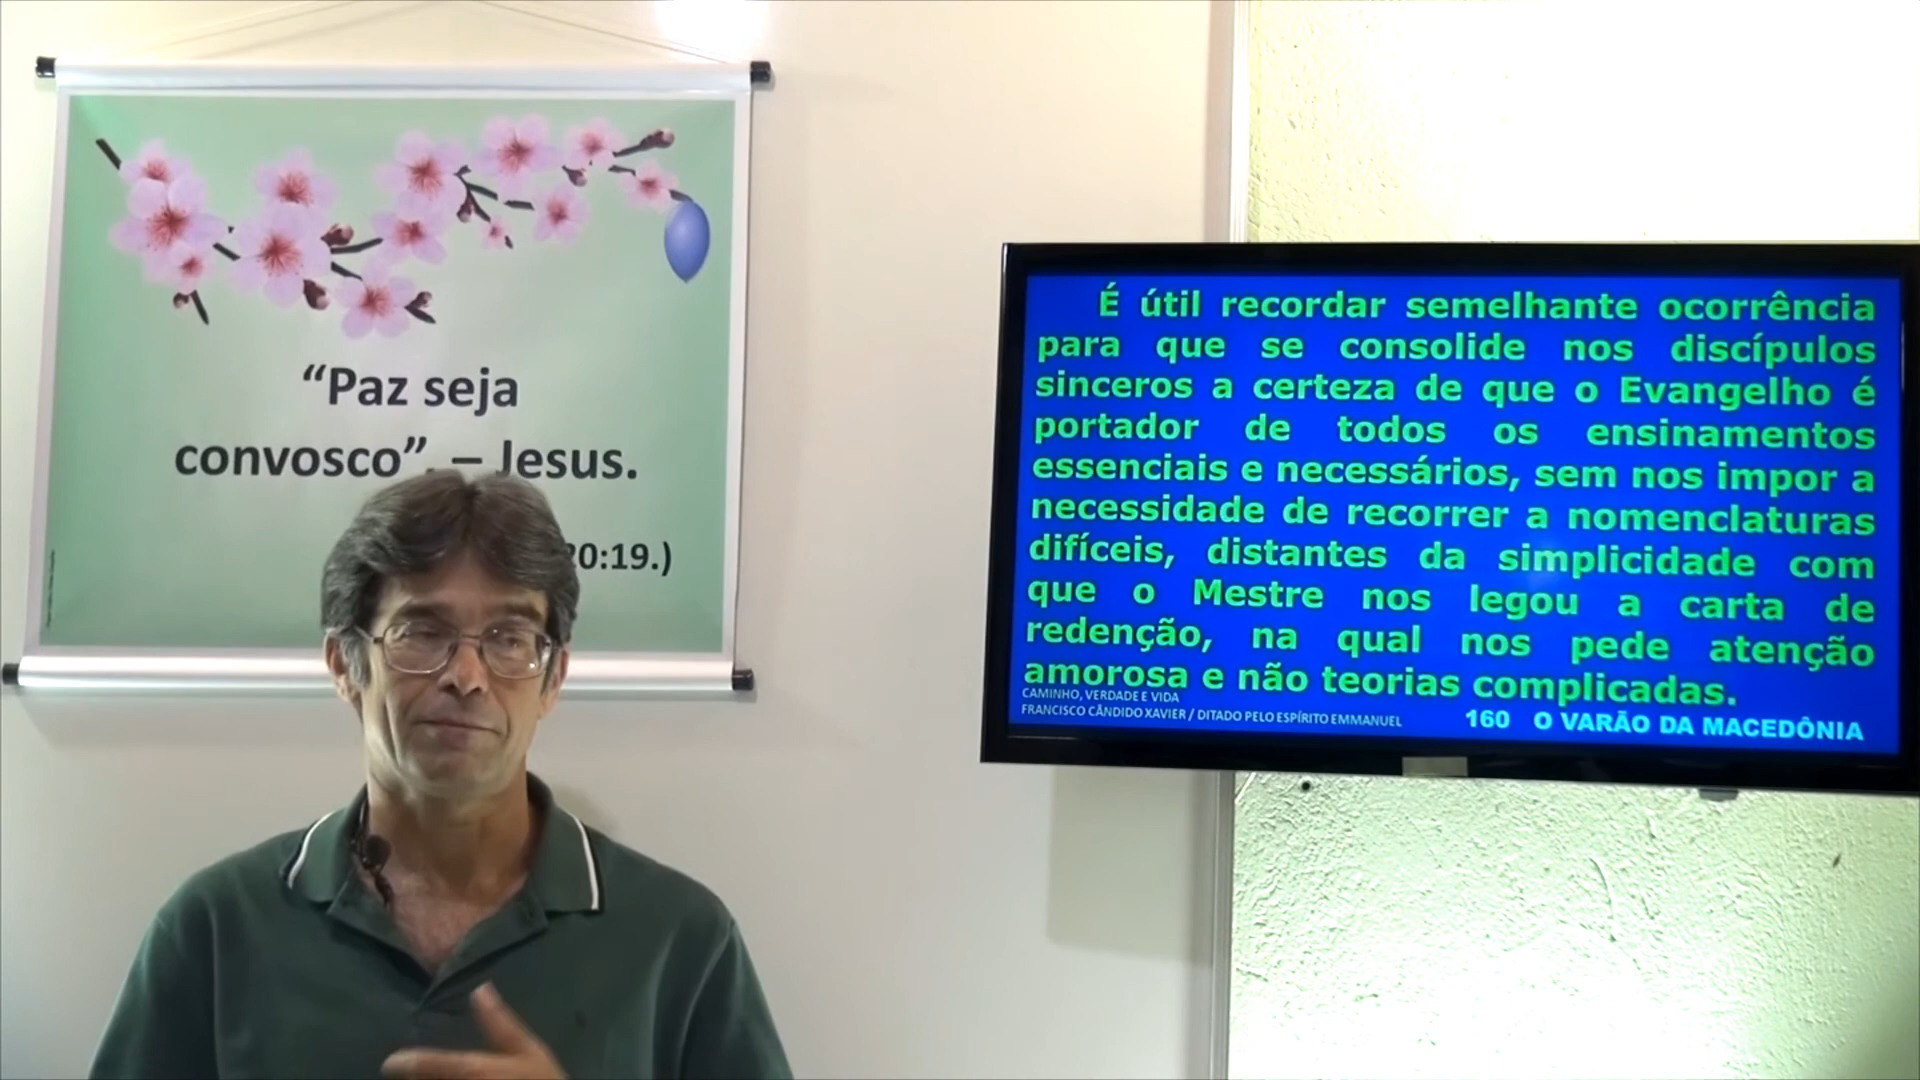 “Paz seja
convosco”. – Jesus.
20:19.)
É útil recordar semelhante ocorrência
para que se consolide nos discípulos
sinceros a certeza de que o Evangelho é
portador de todos os ensinamentos
essenciais e necessários, sem nos impor a
necessidade de recorrer a nomenclaturas
difíceis, distantes da simplicidade com
que o Mestre nos legou a carta de
redenção, na qual nos pede atenção
amorosa e não teorias complicadas.
CAMINHO, VERDADE E VIDA
FRANCISCO CÂNDIDO XAVIER / DITADO PELO ESPÍRITO EMMANUEL
160 O VARÃO DA MACEDÔNIA